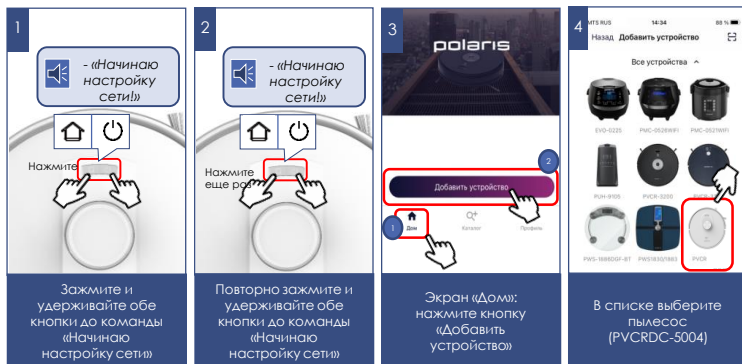 1
- «Начинаю
настройку
сети!»
Нажмите
Зажмите и
удерживайте обе
кнопки до команды
«Начинаю
настройку сети»
2
- «Начинаю
настройку
сети!»
Нажмите
еще раз
Повторно зажмите и
удерживайте обе
кнопки до команды
«Начинаю
настройку сети»
3
polaris
2
Добавить устройство
1
Дом
Каталог
Профиль
Экран «Дом»:
нажмите кнопку
«Добавить
устройство»
4
MTS RUS 14:34 88 %
Назад Добавить устройство
Все устройства
EVO-0225 PMC-0526WIFI PMC-0521WIFI
PUH-9105 PVCR-3200
PWS-1888DGF-BT PWS1830/1883 PVCR
В списке выберите
пылесос
(PVCRDC-5004)